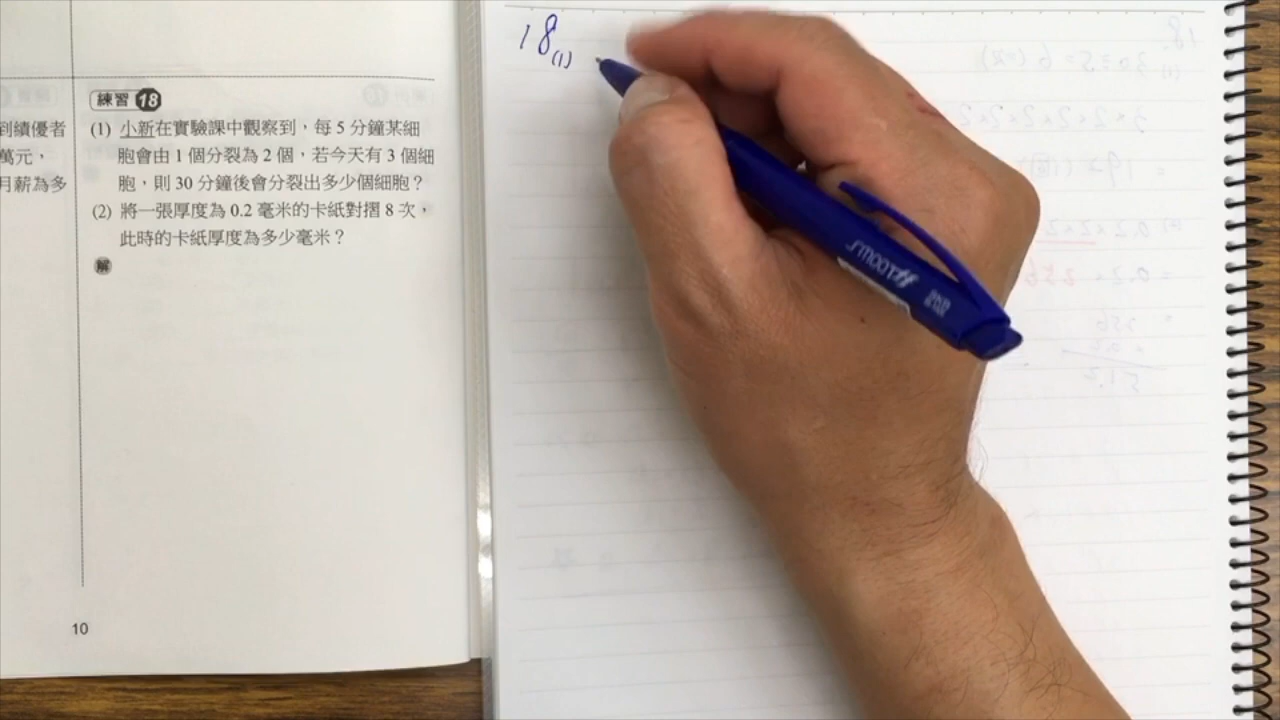 到績優者
萬元，
月薪為多
練習 18
(1) 小新在實驗課中觀察到，每 5 分鐘某細
胞會由 1 個分裂為 2 個，若今天有 3 個細
胞，則 30 分鐘後會分裂出多少個細胞？
(2) 將一張厚度為 0.2 毫米的卡紙對摺 8 次，
此時的卡紙厚度為多少毫米？
解
10
18(1)
SMOOTH